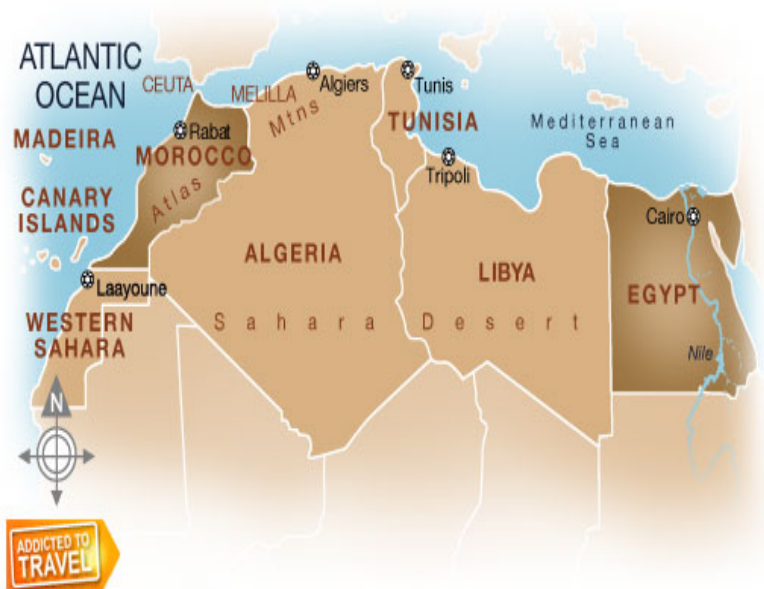 ATLANTIC
OCEAN
CEUTA
MELILLA
Algiers
Tunis
Mtns
TUNISIA
Mediterranean
Sea
MADEIRA
Rabat
MOROCCO
Tripoli
Atlas
CANARY
ISLANDS
Cairo
ALGERIA
LIBYA
Laayoune
EGYPT
WESTERN
SAHARA
Sahara Desert
Nile
N
ADDICTED TO
TRAVEL